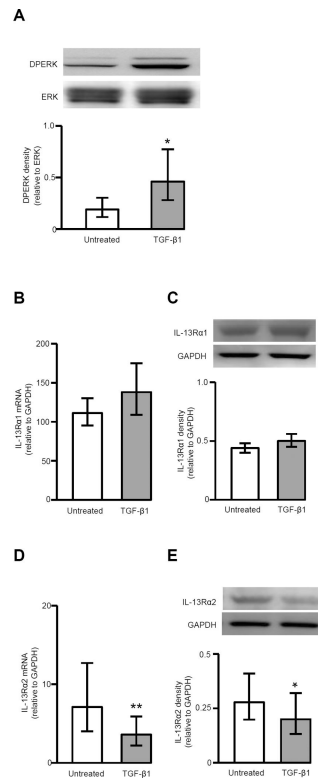 A
DPERK
ERK
DPERK density
(relative to ERK)
1.0
0.5
0
*
Untreated
TGF-β1
B
IL-13Rα1 mRNA
(relative to GAPDH)
200
150
100
50
0
Untreated
TGF-β1
C
IL-13Rα1
GAPDH
IL-13Rα1 density
(relative to GAPDH)
1.0
0.5
0
Untreated
TGF-β1
D
IL-13Rα2 mRNA
(relative to GAPDH)
20
10
0
**
Untreated
TGF-β1
E
IL-13Rα2
GAPDH
IL-13Rα2 density
(relative to GAPDH)
0.5
0.25
0
*
Untreated
TGF-β1